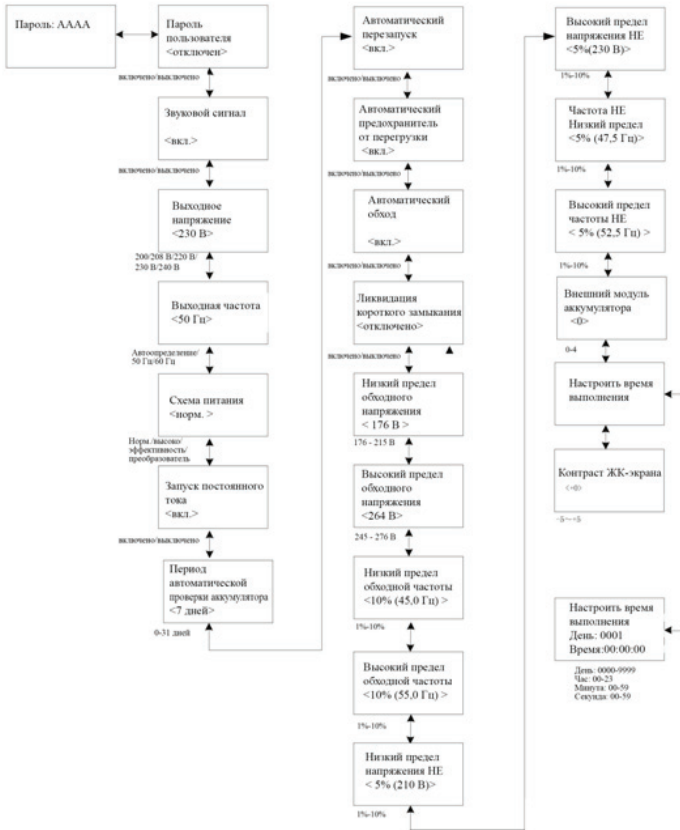 Пароль: AAAA
Пароль
пользователя
<отключен>
включено/выключено
Звуковой сигнал
<вкл.>
включено/выключено
Выходное
напряжение
<230 В>
200/208 В/220 В/
230 В/240 В
Выходная частота
<50 Гц>
Автоопределение/
50 Гц/60 Гц
Схема питания
<норм. >
Норм./высоко/
эффективность/
преобразователь
Запуск постоянного
тока
<вкл.>
включено/выключено
Период
автоматической
проверки аккумулятора
<7 дней>
0-31 дней
Автоматический
перезапуск
<вкл.>
включено/выключено
Автоматический
предохранитель
от перегрузки
<вкл.>
включено/выключено
Автоматический
обход
<вкл.>
включено/выключено
Ликвидация
короткого замыкания
<отключено>
включено/выключено
Низкий предел
обходного
напряжения
< 176 В >
176 - 215 В
Высокий предел
обходного
напряжения
<264 В>
245 - 276 В
Низкий предел
обходной частоты
<10% (45,0 Гц) >
1%-10%
Высокий предел
обходной частоты
<10% (55,0 Гц) >
1%-10%
Низкий предел
напряжения НЕ
< 5% (210 В)>
1%-10%
Высокий предел
напряжения НЕ
<5%(230 В)>
1%-10%
Частота НЕ
Низкий предел
<5% (47,5 Гц)>
1%-10%
Высокий предел
частоты НЕ
< 5% (52,5 Гц) >
1%-10%
Внешний модуль
аккумулятора
<0>
0-4
Настроить время
выполнения
Контраст ЖК-экрана
<+0>
-5~+5
Настроить время
выполнения
День: 0001
Время:00:00:00
День: 0000-9999
Час: 00-23
Минута: 00-59
Секунда: 00-59